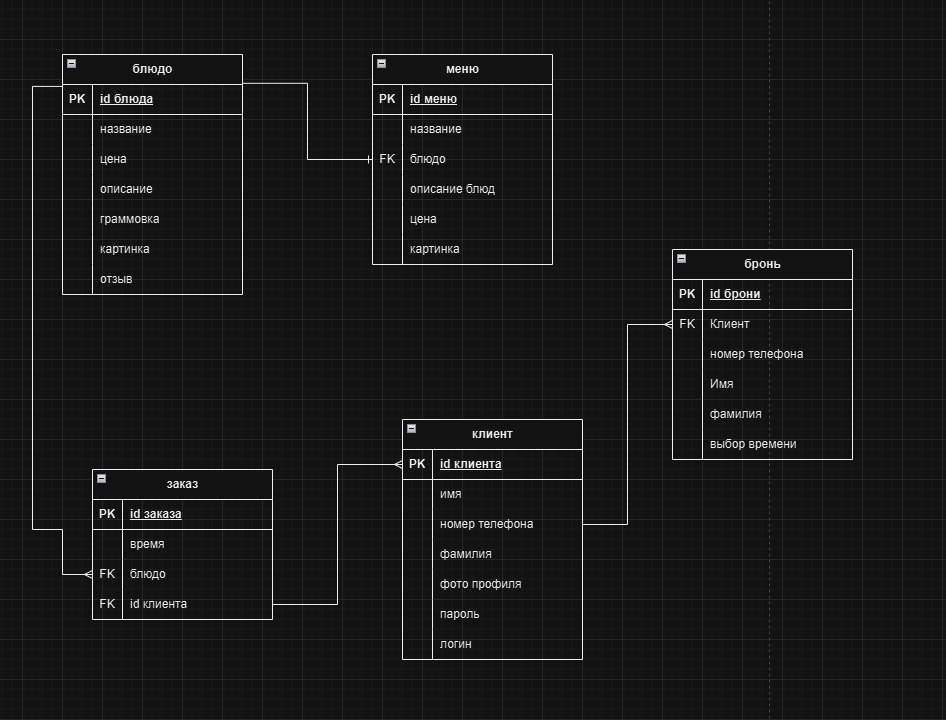 блюдо
PK id блюда
название
цена
описание
граммовка
картинка
отзыв
меню
PK id меню
название
FK блюдо
описание блюд
цена
картинка
бронь
PK id брони
FK Клиент
номер телефона
Имя
фамилия
выбор времени
клиент
PK id клиента
имя
номер телефона
фамилия
фото профиля
пароль
логин
заказ
PK id заказа
время
FK блюдо
FK id клиента